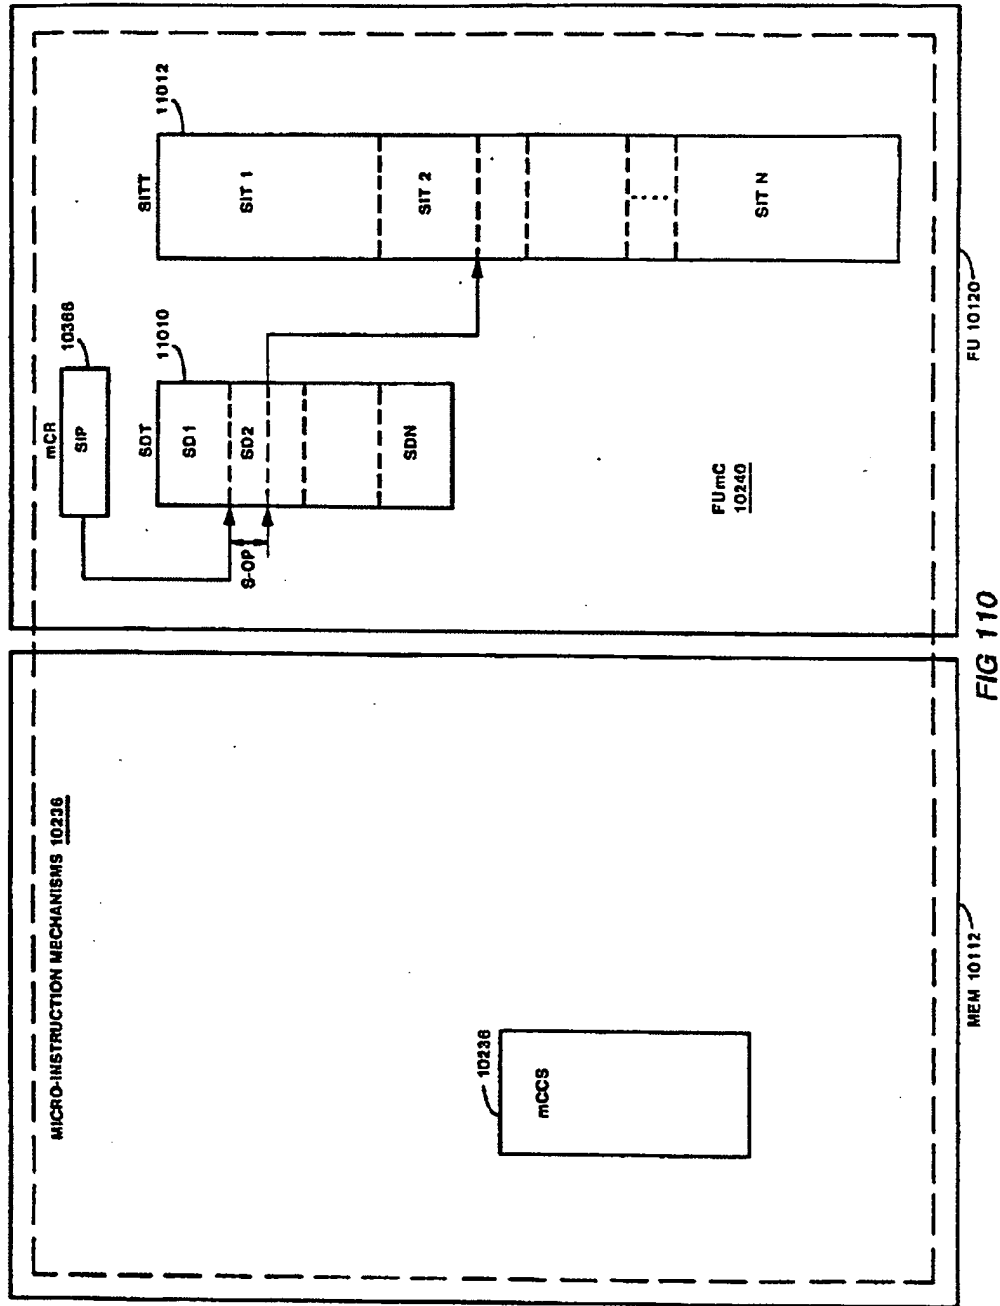 MICRO-INSTRUCTION MECHANISMS 10236
mCR
10366
SIP
SDT
11010
SD1
SD2
SDN
S-OP
SITT
11012
SIT 1
SIT 2
SIT N
FUmC
10240
10236
mCCS
MEM 10112
FU 10120
FIG 110